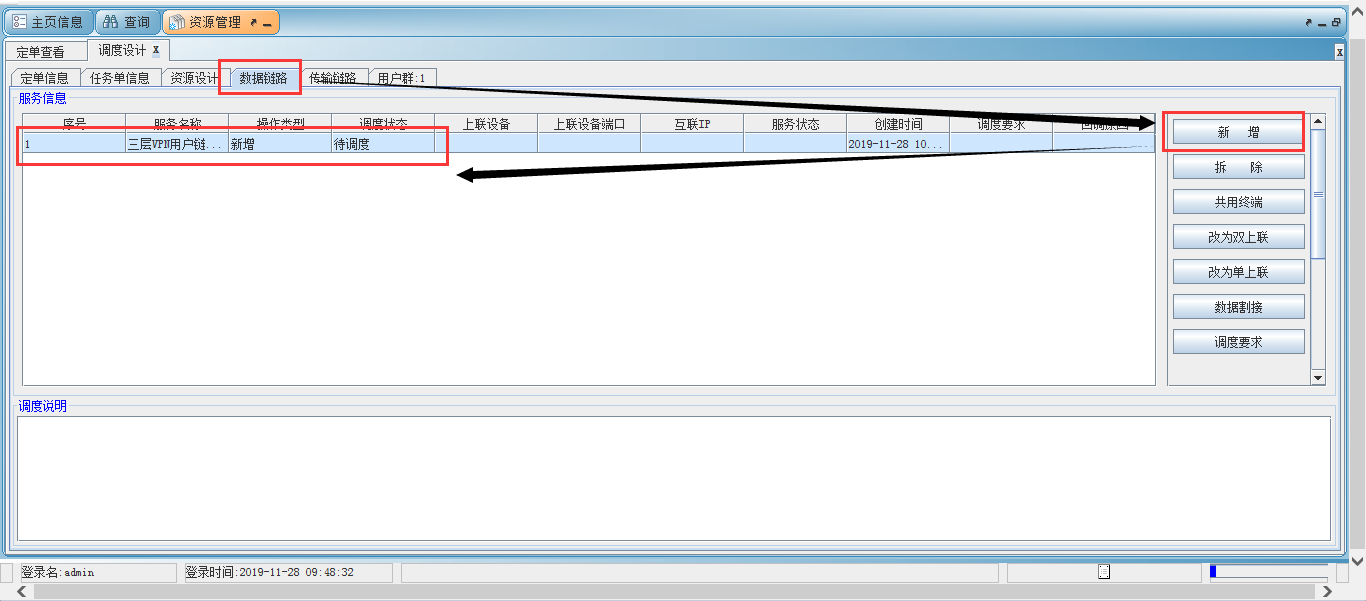 主页信息 查询 资源管理
定单查看 调度设计 x
定单信息 任务单信息 资源设计 数据链路 传输链路 用户群:1
服务信息
序号 服务名称 操作类型 调度状态 上联设备 上联设备端口 互联IP 服务状态 创建时间 调度要求 回调原因
1 三层VPN用户链... 新增 待调度 2019-11-28 10...
新 增
拆 除
共用终端
改为双上联
改为单上联
数据割接
调度要求
调度说明
登录名:admin 登录时间:2019-11-28 09:48:32